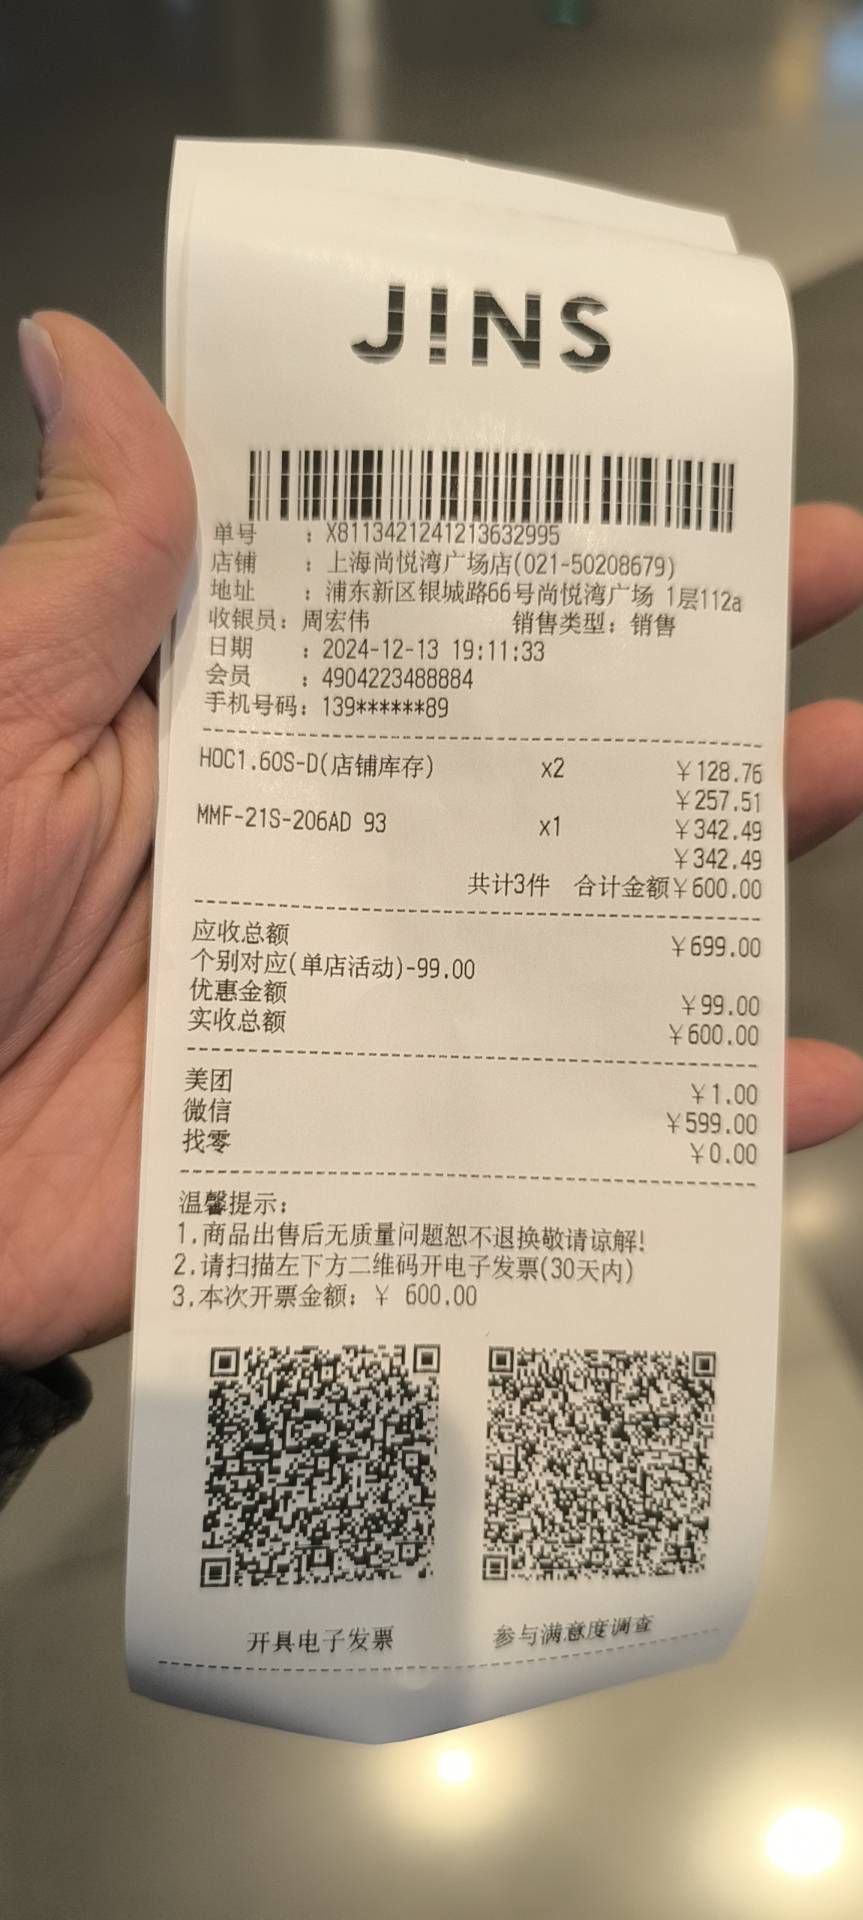 J!NS
单号 : X8113421241213632995
店铺 : 上海尚悦湾广场店(021-50208679)
地址 : 浦东新区银城路66号尚悦湾广场 1层112a
收银员: 周宏伟 销售类型: 销售
日期 : 2024-12-13 19:11:33
会员 : 4904223488884
手机号码: 139******89
HOC1.60S-D(店铺库存) x2 ¥128.76
¥257.51
MMF-21S-206AD 93 x1 ¥342.49
¥342.49
共计3件 合计金额¥600.00
应收总额 ¥699.00
个别对应(单店活动)-99.00
优惠金额 ¥99.00
实收总额 ¥600.00
美团 ¥1.00
微信 ¥599.00
找零 ¥0.00
温馨提示:
1.商品出售后无质量问题恕不退换敬请谅解!
2.请扫描左下方二维码开电子发票(30天内)
3.本次开票金额: ¥ 600.00
开具电子发票 参与满意度调查